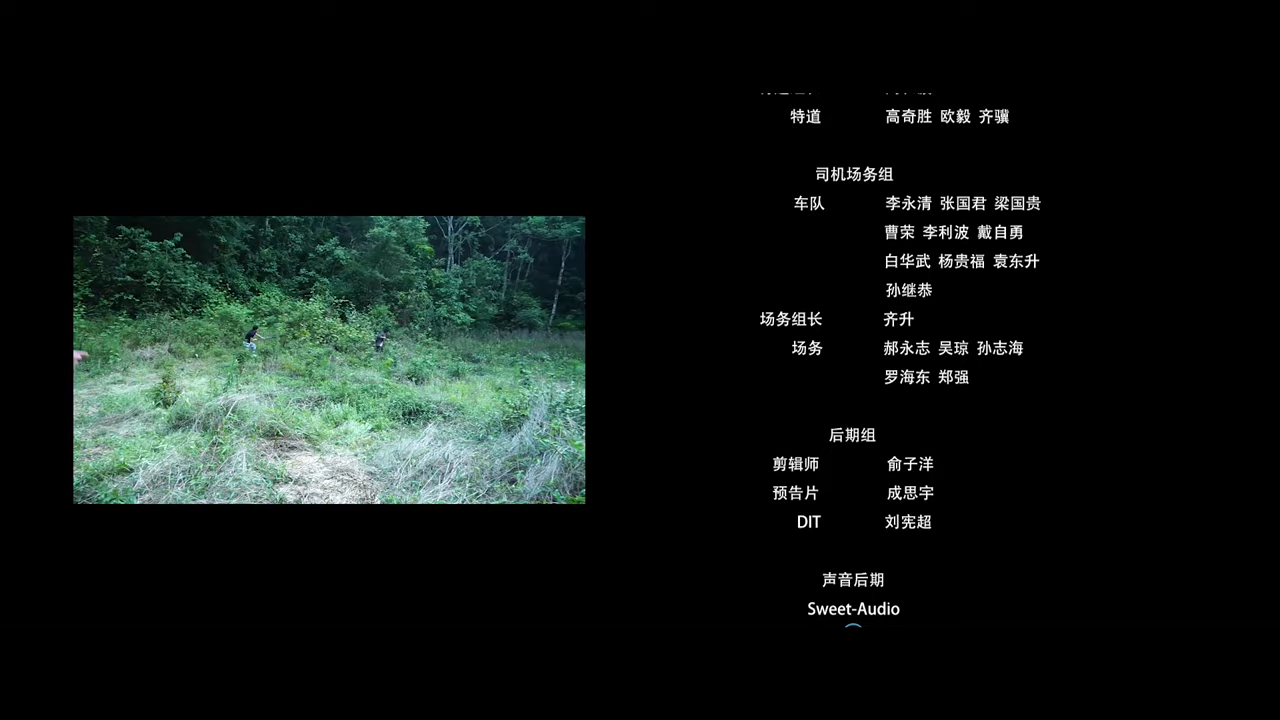 特道 高奇胜 欧毅 齐骥
司机场务组
车队 李永清 张国君 梁国贵
曹荣 李利波 戴自勇
白华武 杨贵福 袁东升
孙继恭
场务组长 齐升
场务 郝永志 吴琼 孙志海
罗海东 郑强
后期组
剪辑师 俞子洋
预告片 成思宇
DIT 刘宪超
声音后期
Sweet-Audio